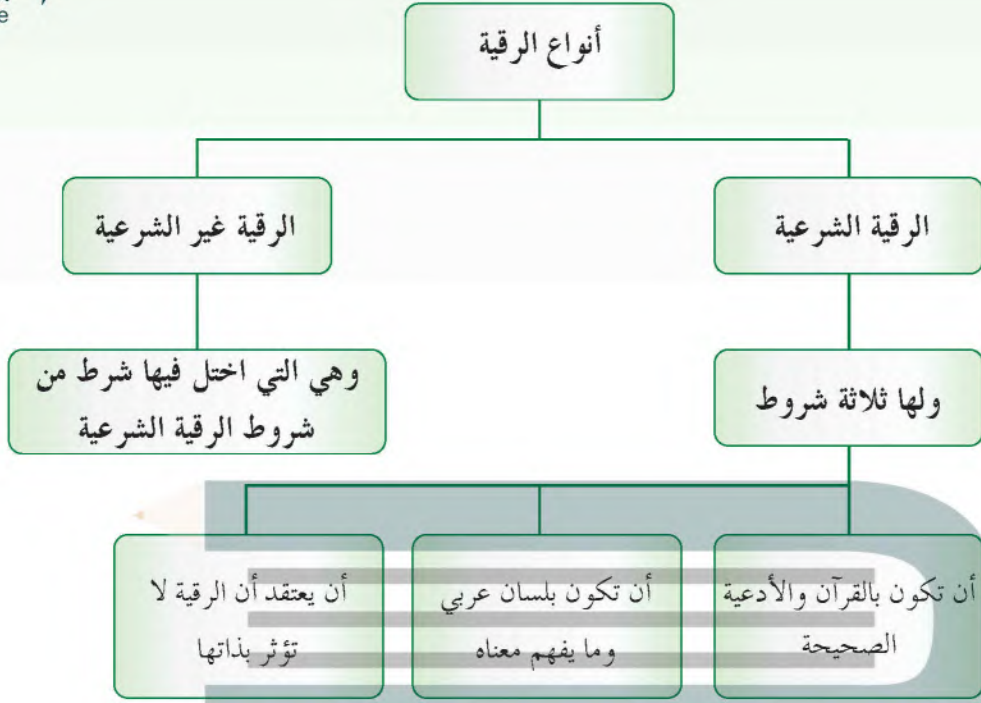 e
أنواع الرقية
الرقية الشرعية
الرقية غير الشرعية
ولها ثلاثة شروط
وهي التي اختل فيها شرط من
شروط الرقية الشرعية
أن تكون بالقرآن والأدعية
الصحيحة
أن تكون بلسان عربي
وما يفهم معناه
أن يعتقد أن الرقية لا
تؤثر بذاتها